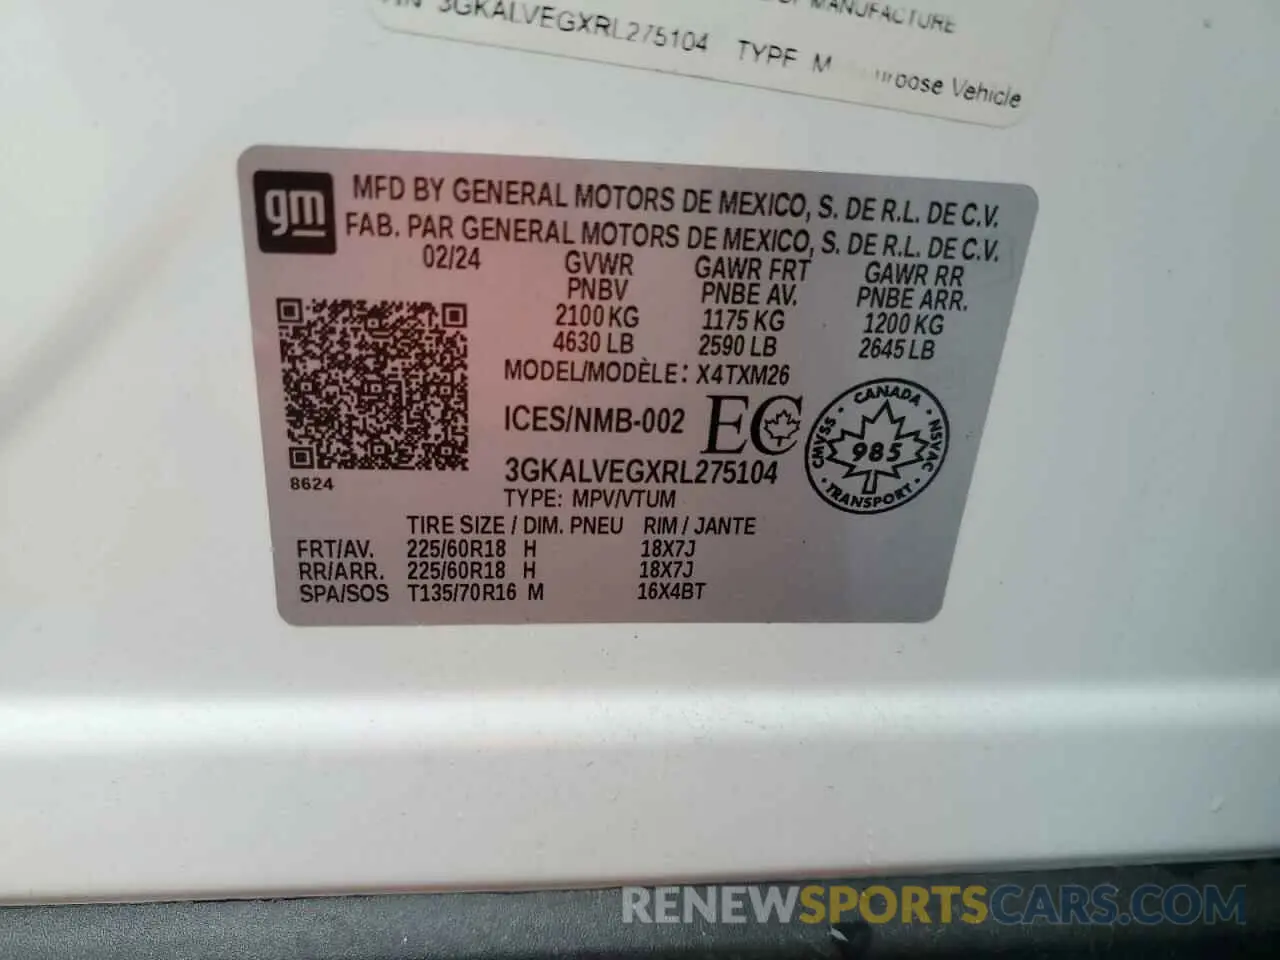 MANUFACTURE
3GKALVEGXRL275104 TYPE Vehicle
gm
MFD BY GENERAL MOTORS DE MEXICO, S. DE R.L. DE C.V.
FAB. PAR GENERAL MOTORS DE MEXICO, S. DE R.L. DE C.V.
02/24 GVWR GAWR FRT GAWR RR
PNBV PNBE AV. PNBE ARR.
2100 KG 1175 KG 1200 KG
4630 LB 2590 LB 2645 LB
MODEL/MODÈLE: X4TXM26
ICES/NMB-002 EC
CANADA
CMVSS 985 NSVAC
TRANSPORT
8624
3GKALVEGXRL275104
TYPE: MPV/VTUM
TIRE SIZE / DIM. PNEU RIM / JANTE
FRT/AV. 225/60R18 H 18X7J
RR/ARR. 225/60R18 H 18X7J
SPA/SOS T135/70R16 M 16X4BT
RENEWSPORTSCARS.COM